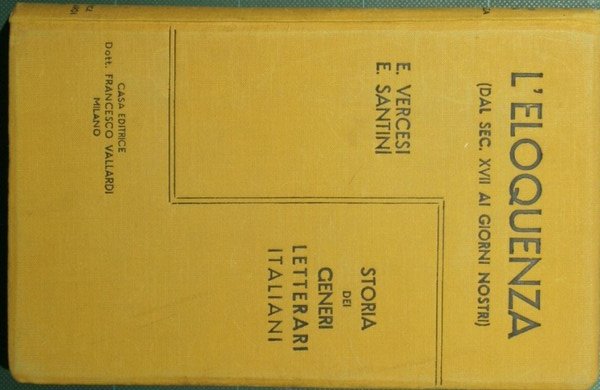 L'ELOQUENZA
(DAL SEC. XVII AI GIORNI NOSTRI)
E. VERCESI
E. SANTINI
STORIA
DEI
GENERI
LETTERARI
ITALIANI
CASA EDITRICE
Dott. FRANCESCO VALLARDI
MILANO